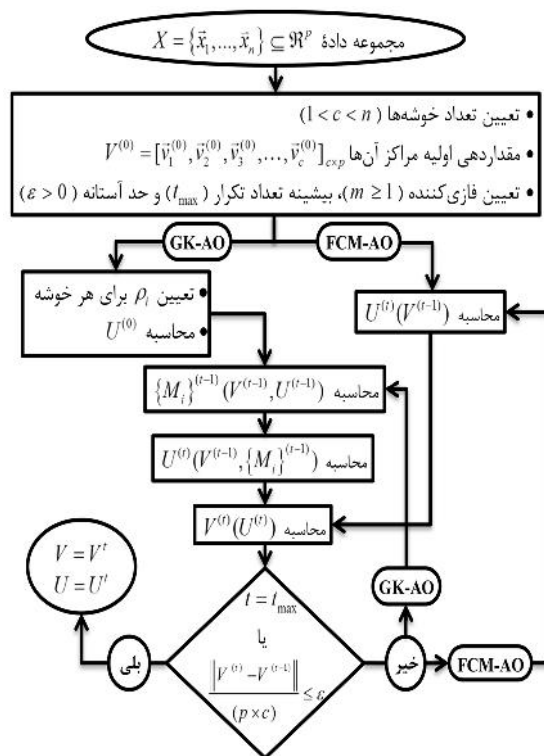 مجموعه دادهٔ X = {x⃗₁,...,x⃗ₙ} ⊆ ℜᵖ
• تعیین تعداد خوشه‌ها (1 < c < n)
• مقداردهی اولیه مراکز آن‌ها V⁽⁰⁾ = [v⃗₁⁽⁰⁾, v⃗₂⁽⁰⁾, v⃗₃⁽⁰⁾, ..., v⃗_c⁽⁰⁾]_{c×p}
• تعیین فازی‌کننده (m ≥ 1)، بیشینه تعداد تکرار (t_max) و حد آستانه (ε > 0)
GK-AO
FCM-AO
• تعیین ρᵢ برای هر خوشه
• محاسبه U⁽⁰⁾
محاسبه U⁽ᵗ⁾(V⁽ᵗ⁻¹⁾)
محاسبه {Mᵢ}⁽ᵗ⁻¹⁾(V⁽ᵗ⁻¹⁾, U⁽ᵗ⁻¹⁾)
محاسبه U⁽ᵗ⁾(V⁽ᵗ⁻¹⁾, {Mᵢ}⁽ᵗ⁻¹⁾)
محاسبه V⁽ᵗ⁾(U⁽ᵗ⁾)
V = Vᵗ
U = Uᵗ
t = t_max
یا
‖V⁽ᵗ⁾ − V⁽ᵗ⁻¹⁾‖ / (p × c) ≤ ε
GK-AO
بلی
خیر
FCM-AO